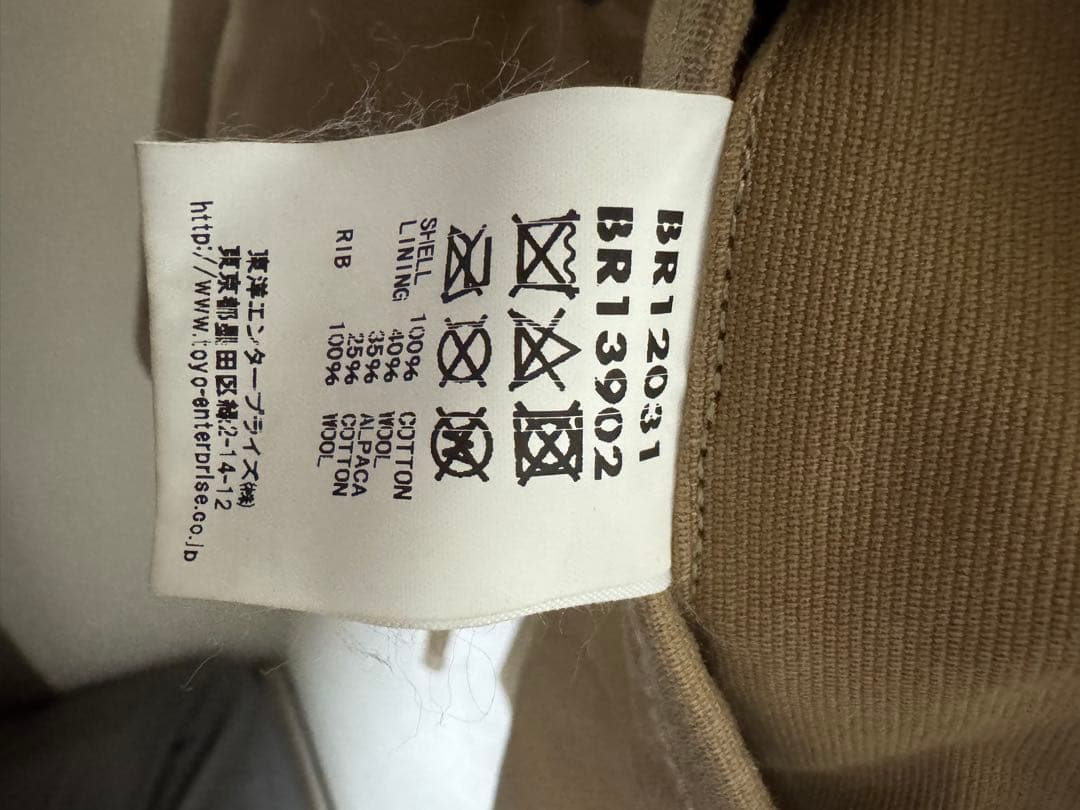 BR12031
BR13902
SHELL 100% COTTON
LINING 40% WOOL
35% ALPACA
25% COTTON
RIB 100% WOOL
東洋エンタープライズ㈱
東京都墨田区緑2-14-12
http://www.toyo-enterprise.co.jp